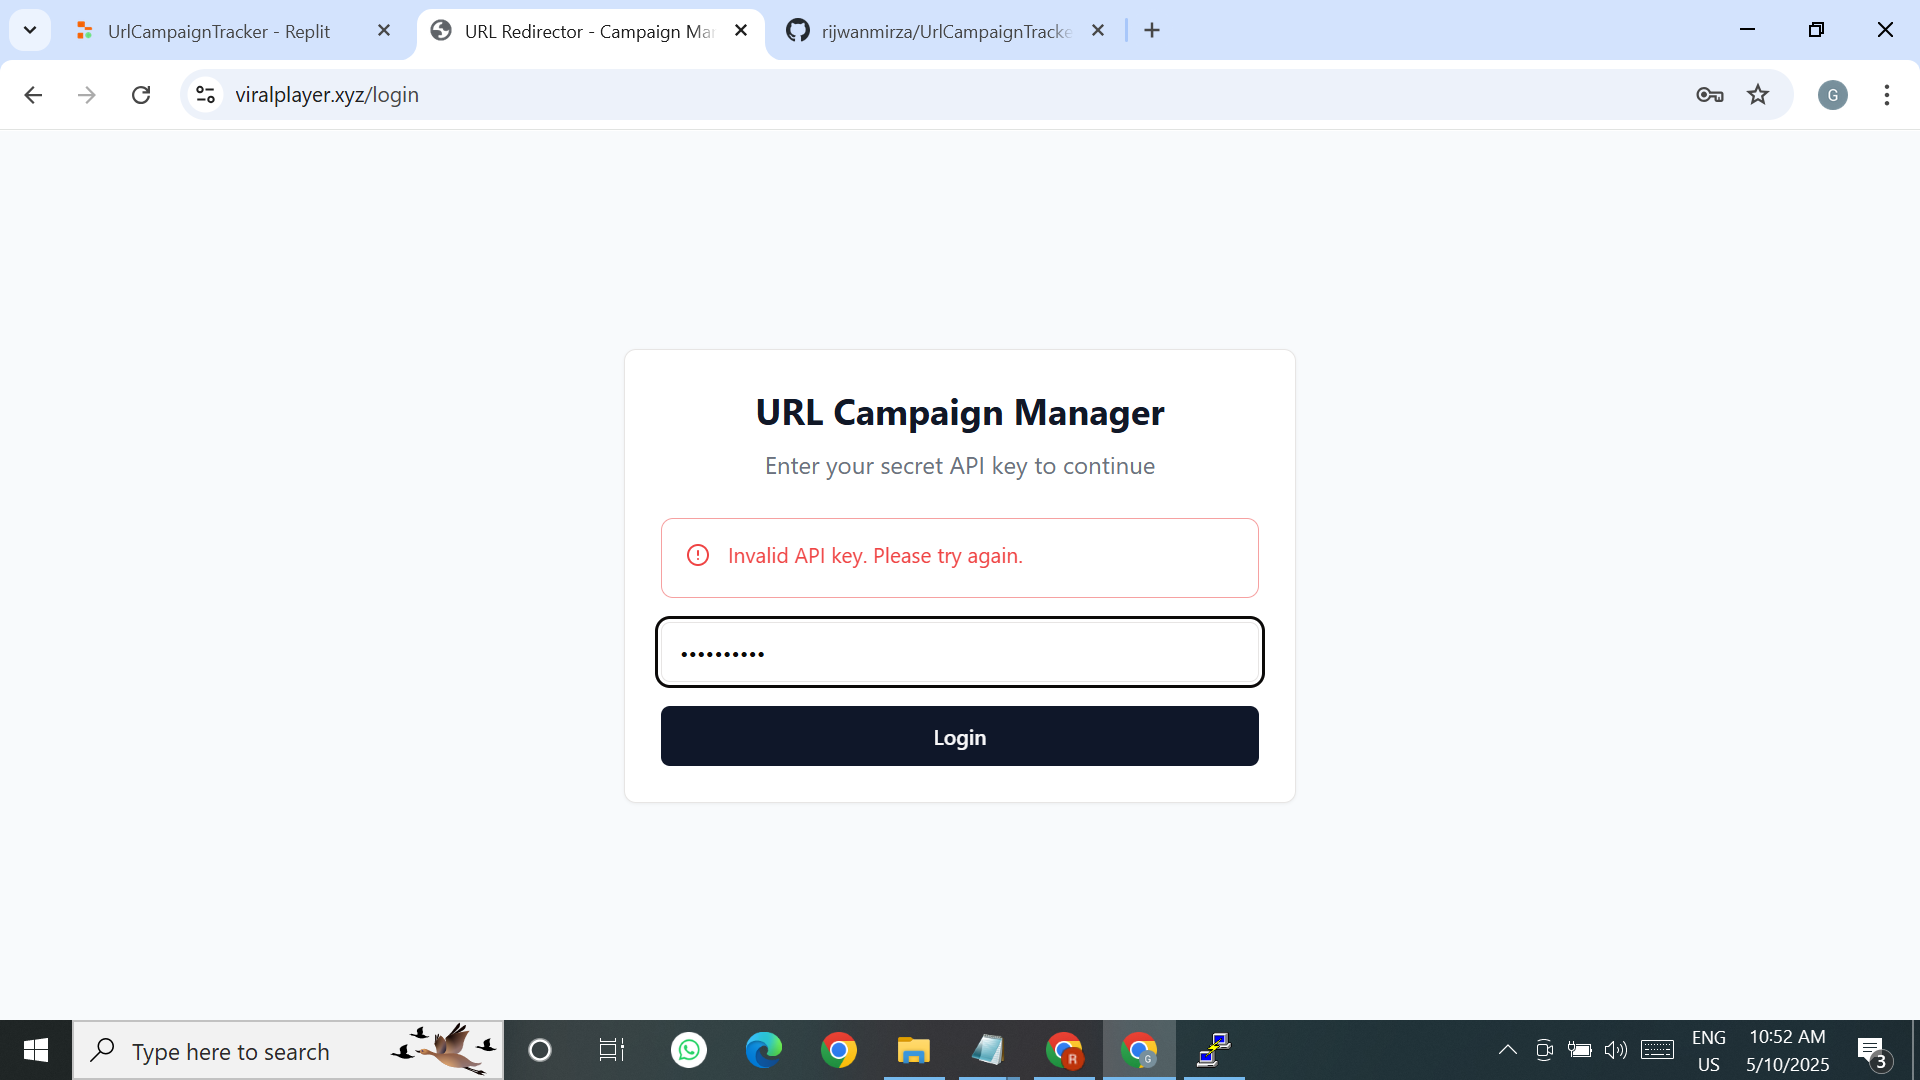 UrlCampaignTracker - Replit
URL Redirector - Campaign Ma
rijwanmirza/UrlCampaignTracke
viralplayer.xyz/login
G
URL Campaign Manager
Enter your secret API key to continue
Invalid API key. Please try again.
••••••••••
Login
Type here to search
R
G
ENG
US
10:52 AM
5/10/2025
3